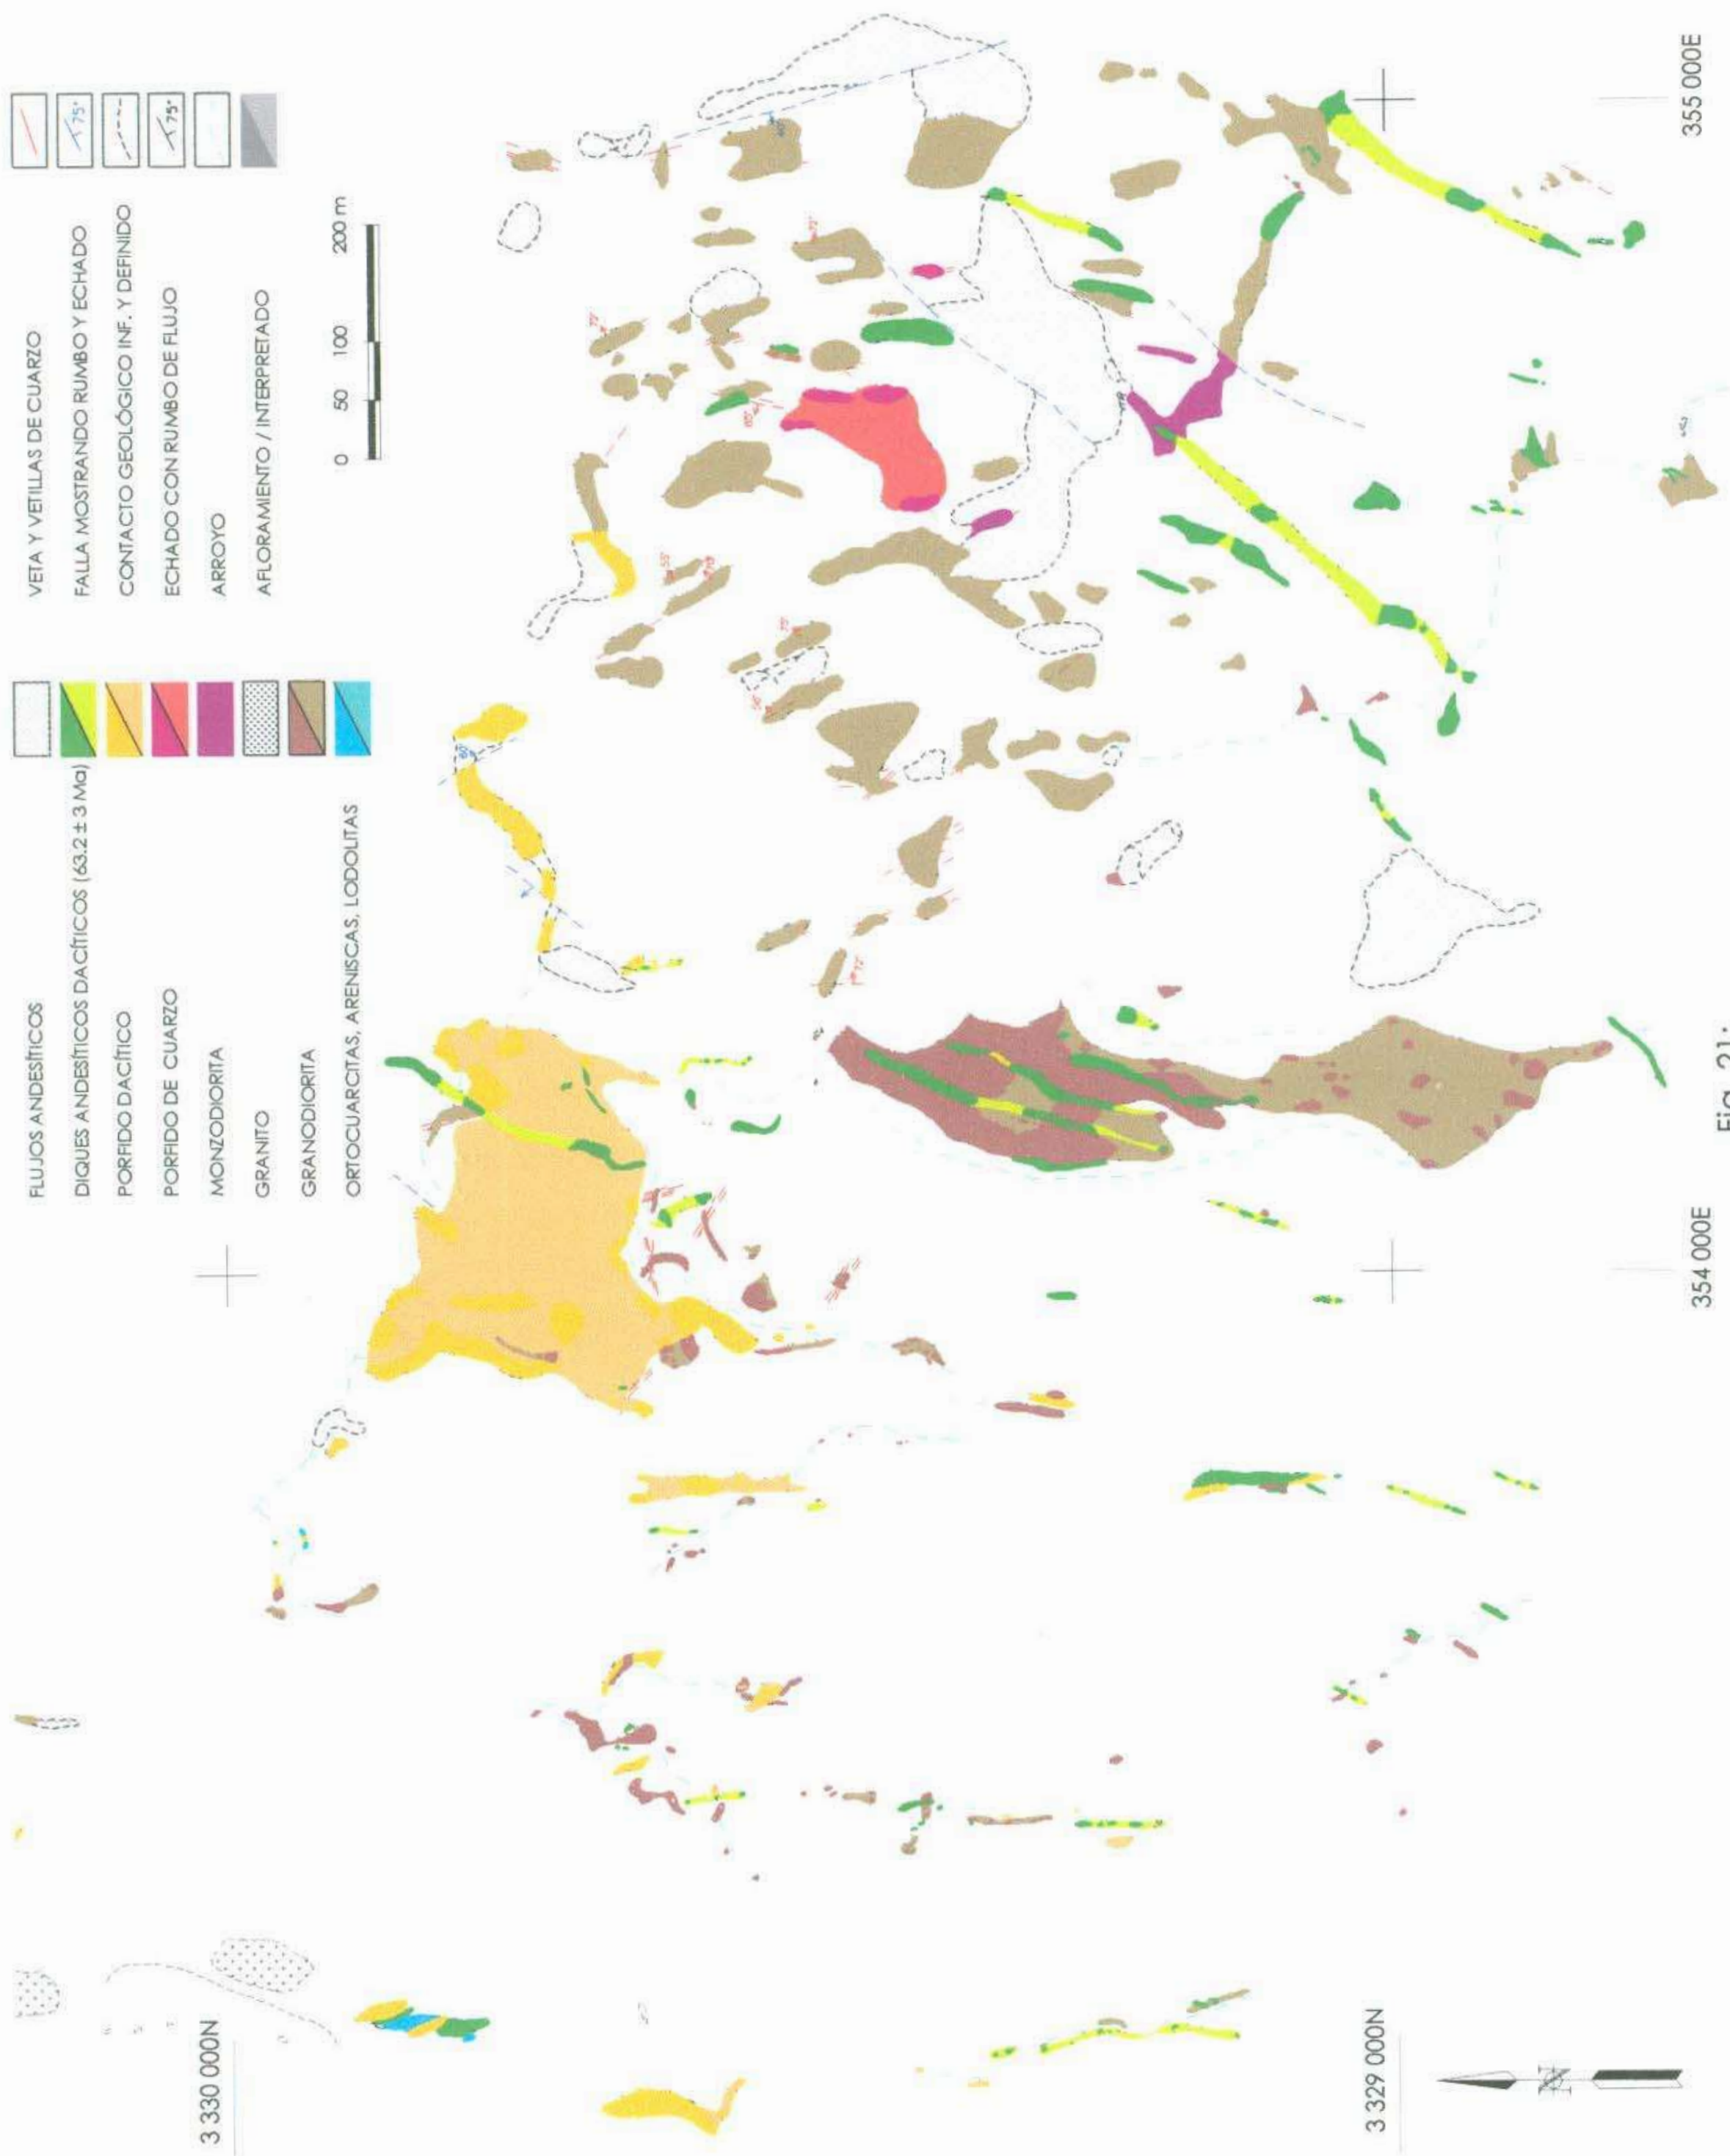 FLUJOS ANDESÍTICOS
DIQUES ANDESÍTICOS DACÍTICOS (63.2 ± 3 Ma)
PORFIDO DACÍTICO
PORFIDO DE CUARZO
MONZODIORITA
GRANITO
GRANODIORITA
ORTOCUARCITAS, ARENISCAS, LODOLITAS
VETA Y VETILLAS DE CUARZO
FALLA MOSTRANDO RUMBO Y ECHADO
75°
CONTACTO GEOLÓGICO INF. Y DEFINIDO
ECHADO CON RUMBO DE FLUJO
75°
ARROYO
AFLORAMIENTO / INTERPRETADO
0 50 100 200 m
3 330 000N
3 329 000N
N
354 000E
355 000E
Fig. 21: